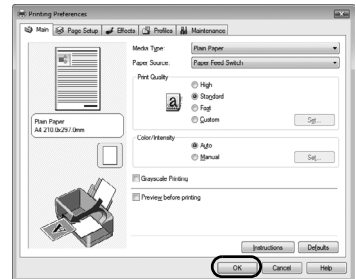 Printing Preferences
Main Page Setup Effects Profiles Maintenance
Media Type: Plain Paper
Paper Source: Paper Feed Switch
Print Quality
High
Standard
Fast
Custom
Set...
Plain Paper
A4 210.0x297.0mm
Color/Intensity
Auto
Manual
Set...
Grayscale Printing
Preview before printing
Instructions Defaults
OK Cancel Help